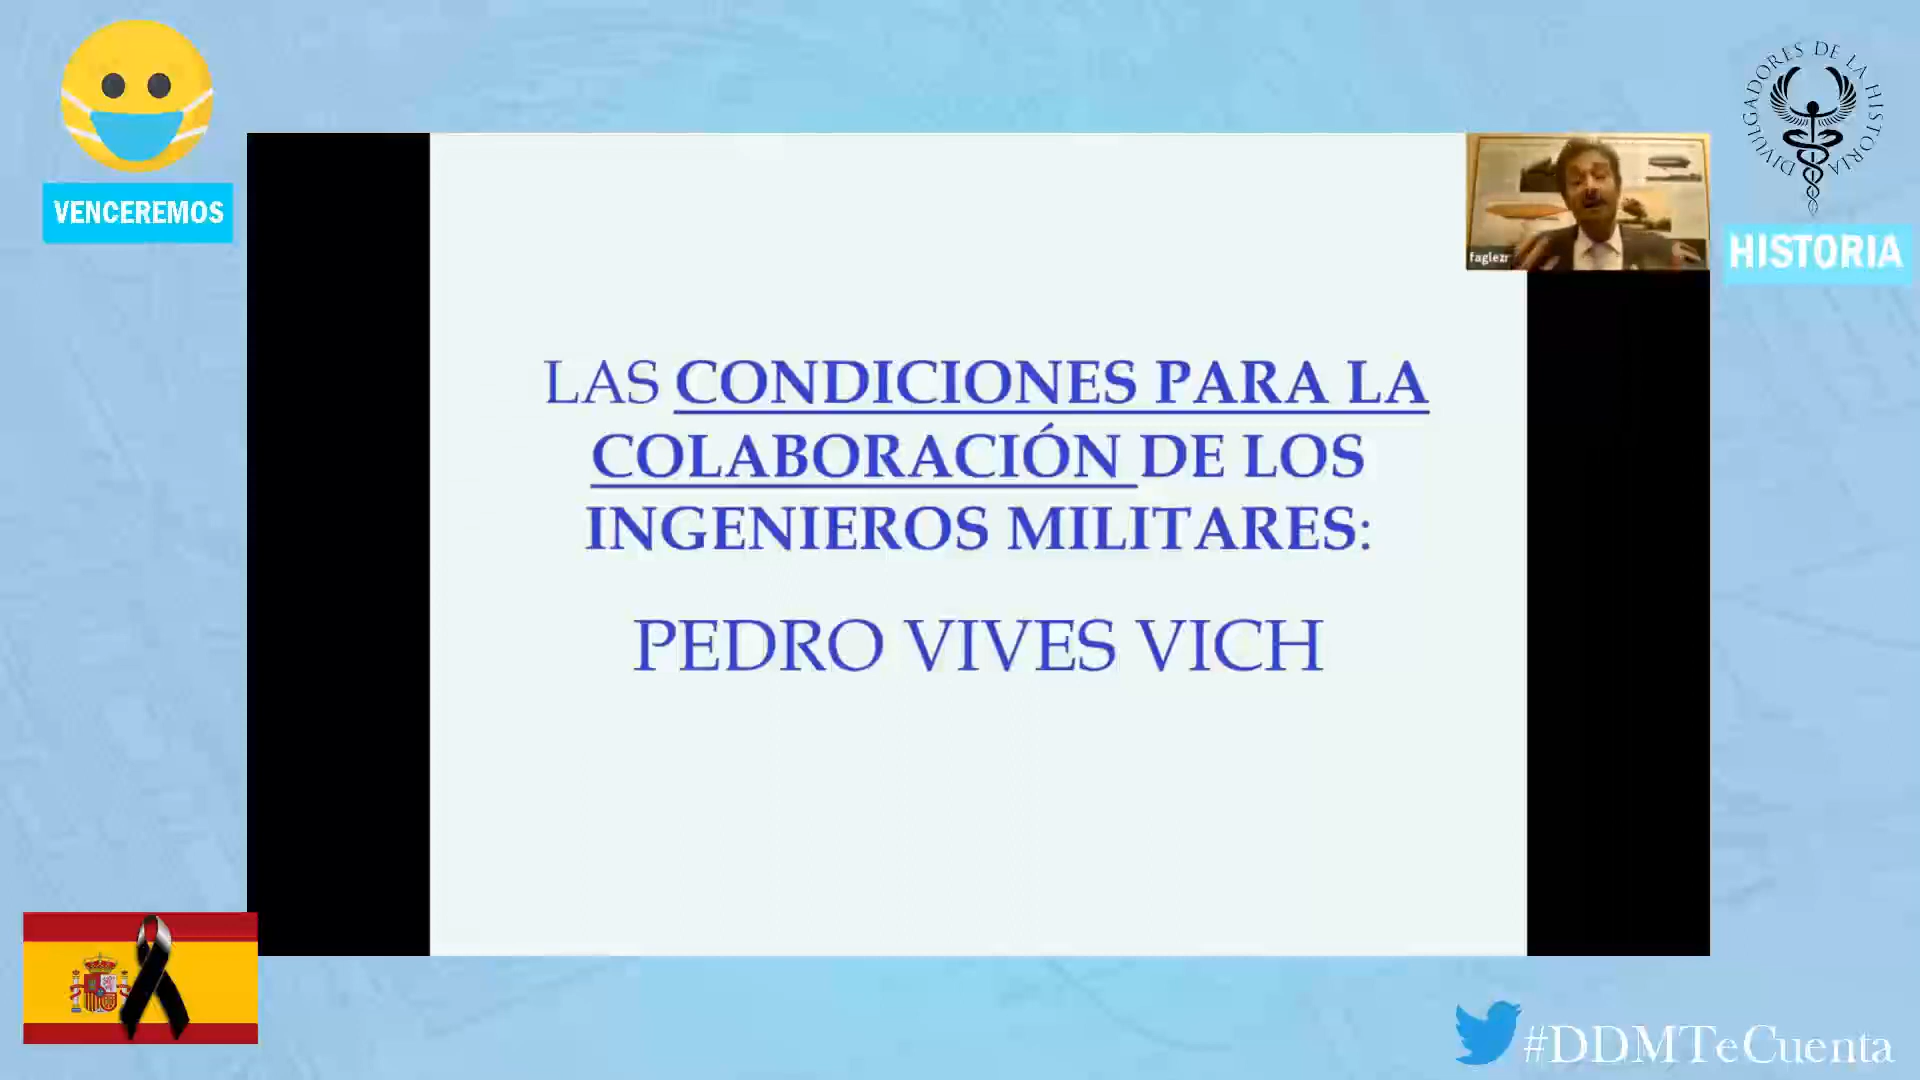 VENCEREMOS
DIVULGADORES DE LA HISTORIA
HISTORIA
faglezr
LAS CONDICIONES PARA LA
COLABORACIÓN DE LOS
INGENIEROS MILITARES:
PEDRO VIVES VICH
#DDMTeCuenta